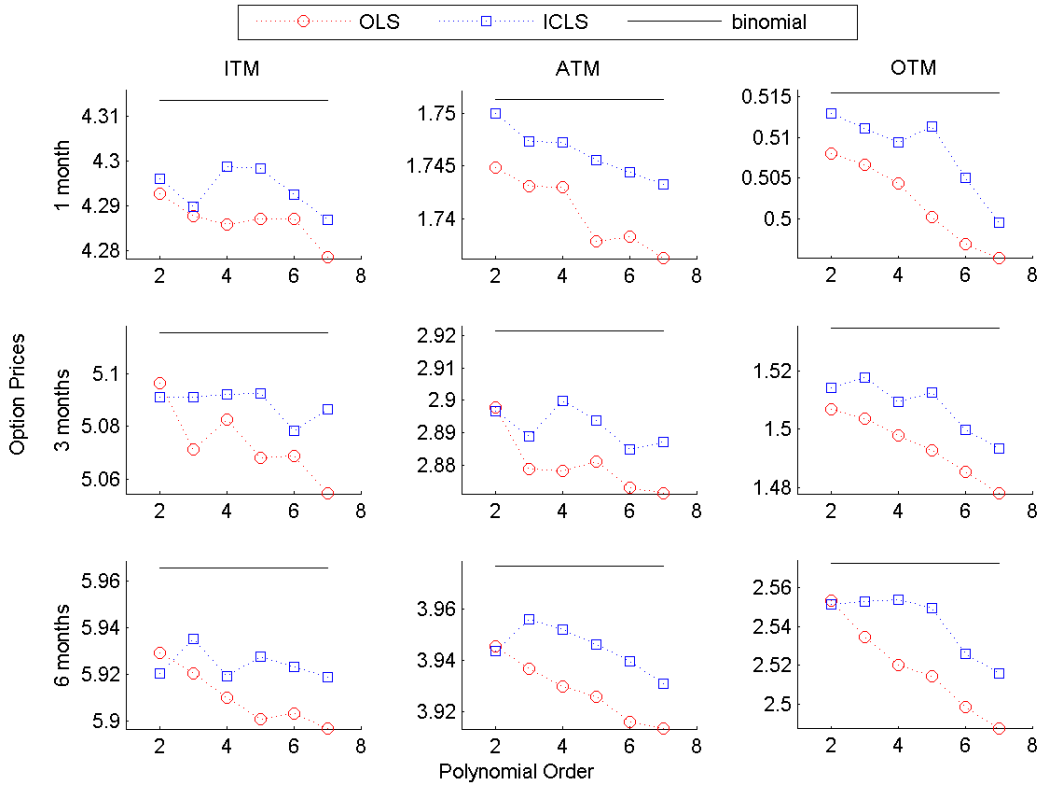 OLS ICLS binomial
ITM ATM OTM
1 month
4.31
4.3
4.29
4.28
2 4 6 8
1.75
1.745
1.74
2 4 6 8
0.515
0.51
0.505
0.5
2 4 6 8
Option Prices
3 months
5.1
5.08
5.06
2 4 6 8
2.92
2.91
2.9
2.89
2.88
2 4 6 8
1.52
1.5
1.48
2 4 6 8
6 months
5.96
5.94
5.92
5.9
2 4 6 8
3.96
3.94
3.92
2 4 6 8
2.56
2.54
2.52
2.5
2 4 6 8
Polynomial Order